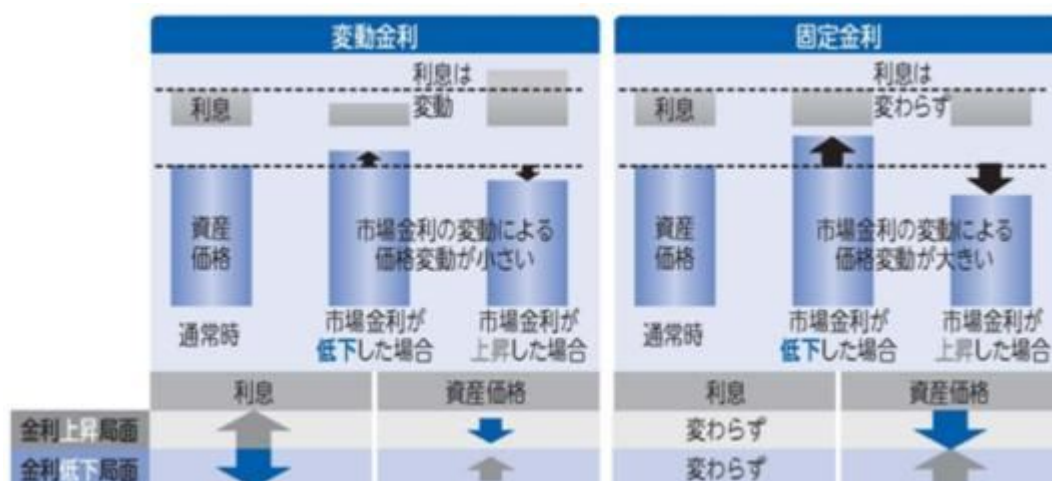 変動金利
利息は
変動
利息
資産
価格
市場金利の変動による
価格変動が小さい
通常時
市場金利が
低下した場合
市場金利が
上昇した場合
利息
資産価格
固定金利
利息は
変わらず
利息
資産
価格
市場金利の変動による
価格変動が大きい
通常時
市場金利が
低下した場合
市場金利が
上昇した場合
利息
資産価格
金利上昇局面
変わらず
金利低下局面
変わらず